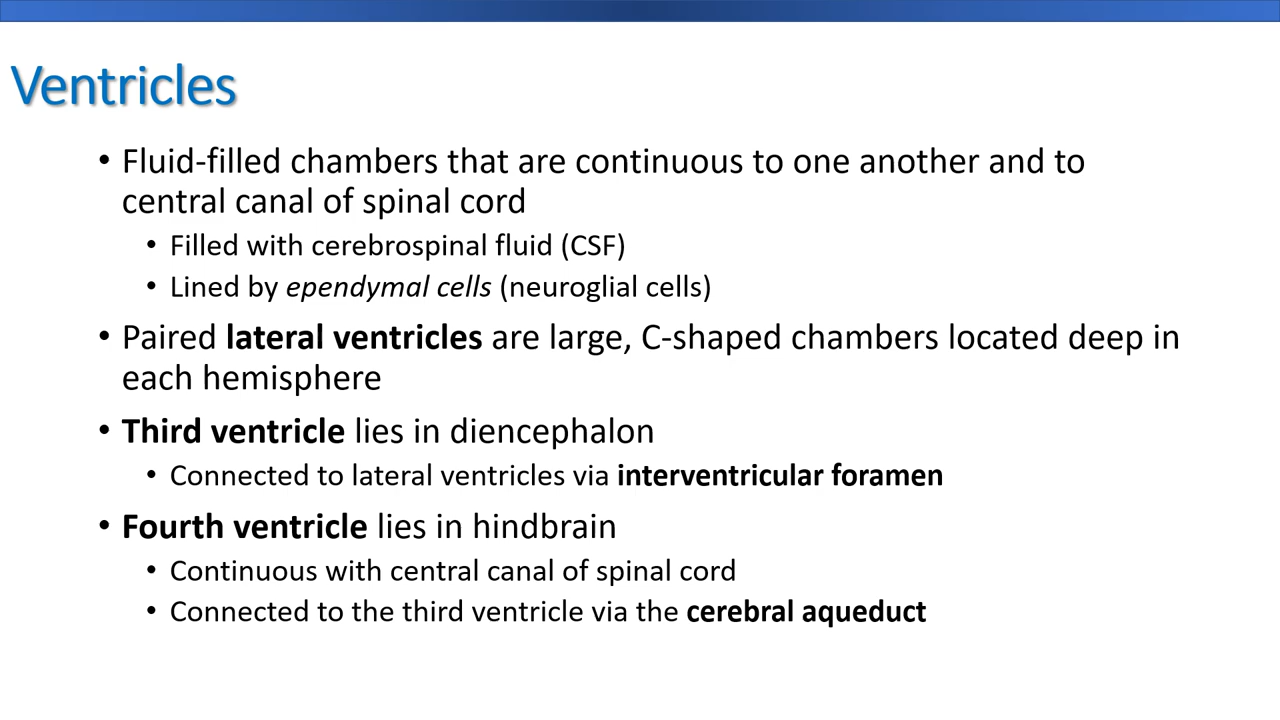 Ventricles
• Fluid-filled chambers that are continuous to one another and to
central canal of spinal cord
• Filled with cerebrospinal fluid (CSF)
• Lined by ependymal cells (neuroglial cells)
• Paired lateral ventricles are large, C-shaped chambers located deep in
each hemisphere
• Third ventricle lies in diencephalon
• Connected to lateral ventricles via interventricular foramen
• Fourth ventricle lies in hindbrain
• Continuous with central canal of spinal cord
• Connected to the third ventricle via the cerebral aqueduct